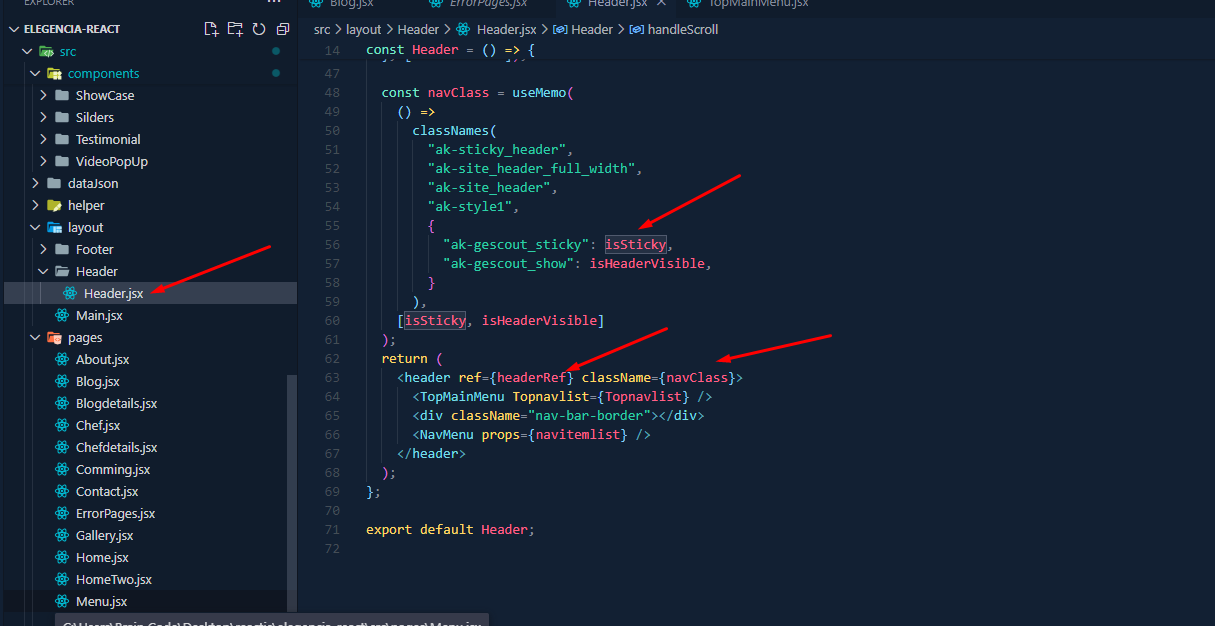 EXPLORER
ELEGENCIA-REACT
src
components
ShowCase
Silders
Testimonial
VideoPopUp
dataJson
helper
layout
Footer
Header
Header.jsx
Main.jsx
pages
About.jsx
Blog.jsx
Blogdetails.jsx
Chef.jsx
Chefdetails.jsx
Comming.jsx
Contact.jsx
ErrorPages.jsx
Gallery.jsx
Home.jsx
HomeTwo.jsx
Menu.jsx
Blog.jsx ErrorPages.jsx Header.jsx TopMainMenu.jsx
src > layout > Header > Header.jsx > Header > handleScroll
14 const Header = () => {
47
48 const navClass = useMemo(
49 () =>
50 classNames(
51 "ak-sticky_header",
52 "ak-site_header_full_width",
53 "ak-site_header",
54 "ak-style1",
55 {
56 "ak-gescout_sticky": isSticky,
57 "ak-gescout_show": isHeaderVisible,
58 }
59 ),
60 [isSticky, isHeaderVisible]
61 );
62 return (
63 <header ref={headerRef} className={navClass}>
64 <TopMainMenu Topnavlist={Topnavlist} />
65 <div className="nav-bar-border"></div>
66 <NavMenu props={navitemlist} />
67 </header>
68 );
69 };
70
71 export default Header;
72